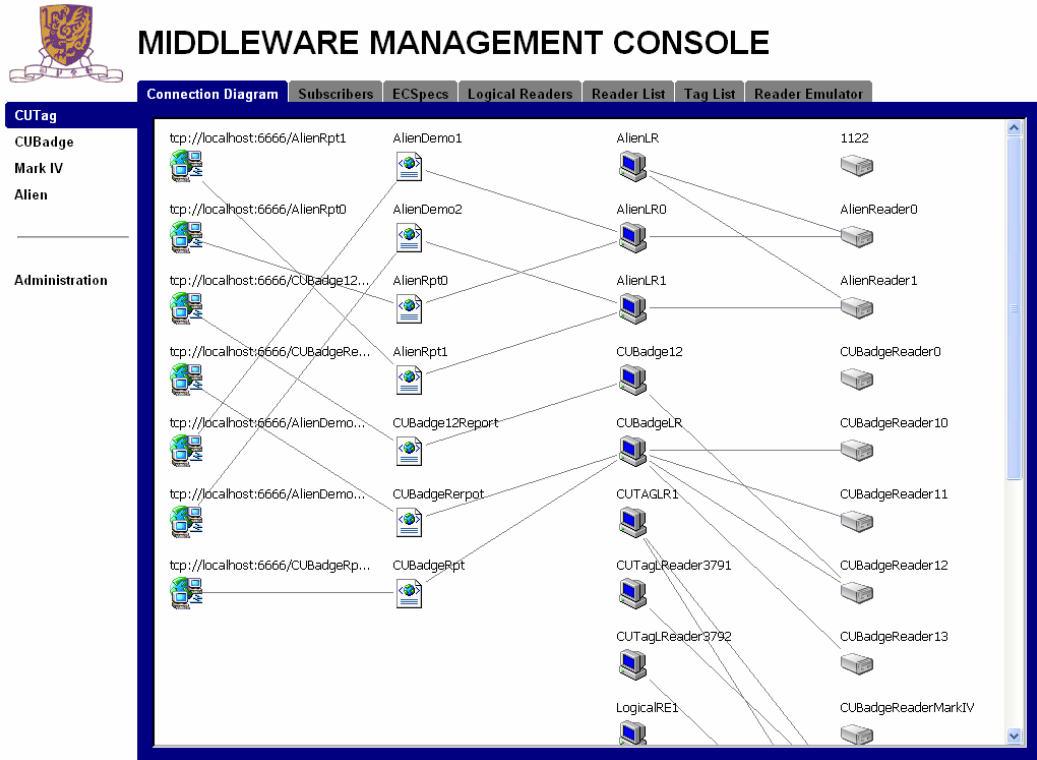 MIDDLEWARE MANAGEMENT CONSOLE
Connection Diagram Subscribers ECSpecs Logical Readers Reader List Tag List Reader Emulator
CUTag
CUBadge
Mark IV
Alien
Administration
tcp://localhost:6666/AlienRpt1 AlienDemo1 AlienLR 1122
tcp://localhost:6666/AlienRpt0 AlienDemo2 AlienLR0 AlienReader0
tcp://localhost:6666/CUBadge12... AlienRpt0 AlienLR1 AlienReader1
tcp://localhost:6666/CUBadgeRe... AlienRpt1 CUBadge12 CUBadgeReader0
tcp://localhost:6666/AlienDemo... CUBadge12Report CUBadgeLR CUBadgeReader10
tcp://localhost:6666/AlienDemo... CUBadgeRerpot CUTAGLR1 CUBadgeReader11
tcp://localhost:6666/CUBadgeRp... CUBadgeRpt CUTagLReader3791 CUBadgeReader12
CUTagLReader3792 CUBadgeReader13
LogicalRE1 CUBadgeReaderMarkIV